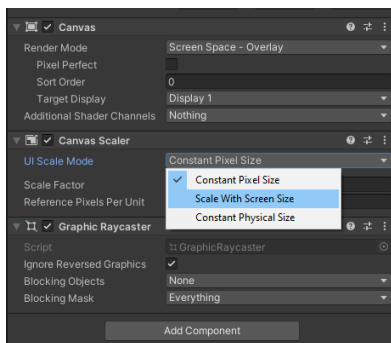 Canvas
Render Mode Screen Space - Overlay
Pixel Perfect
Sort Order 0
Target Display Display 1
Additional Shader Channels Nothing
Canvas Scaler
UI Scale Mode Constant Pixel Size
Constant Pixel Size
Scale Factor
Scale With Screen Size
Reference Pixels Per Unit
Constant Physical Size
Graphic Raycaster
Script GraphicRaycaster
Ignore Reversed Graphics
Blocking Objects None
Blocking Mask Everything
Add Component